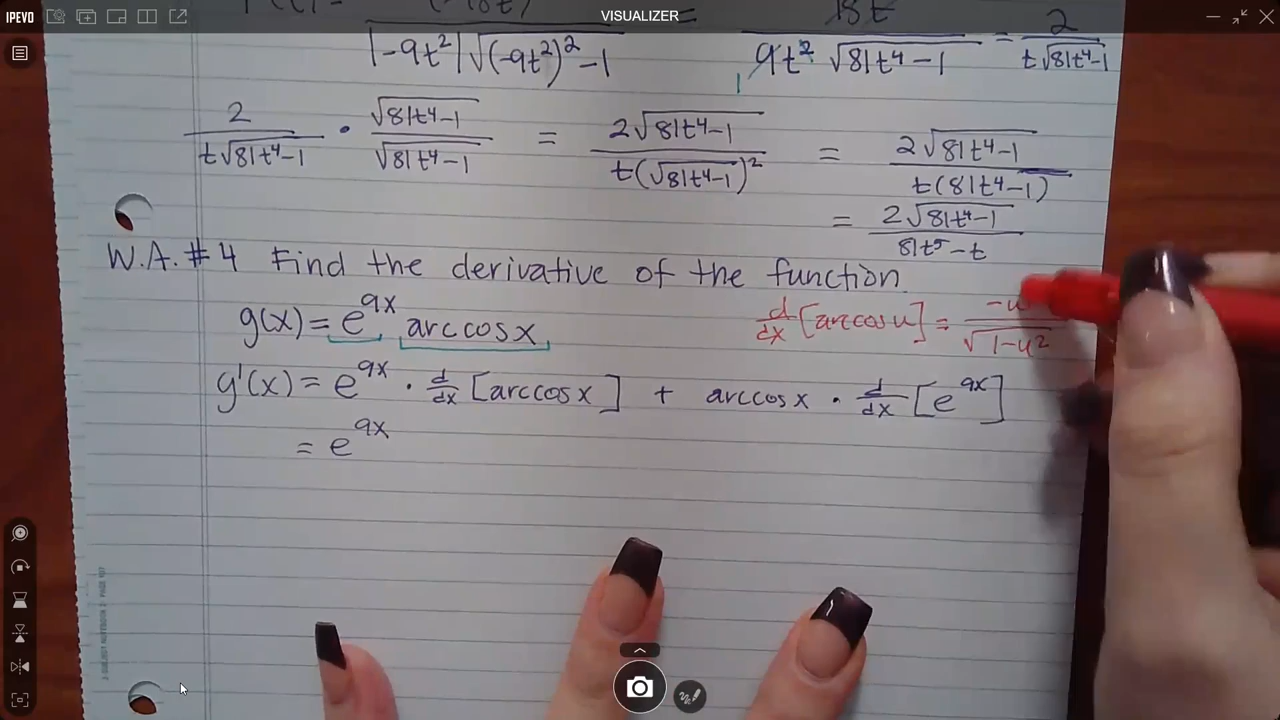 IPEVO VISUALIZER
|-9t²|√(-9t²)²-1 = 9t² √81t⁴-1 = 2/t√81t⁴-1
2/t√81t⁴-1 · √81t⁴-1/√81t⁴-1 = 2√81t⁴-1/t(√81t⁴-1)² = 2√81t⁴-1/t(81t⁴-1)
= 2√81t⁴-1/81t⁵-t
W.A. #4 Find the derivative of the function
g(x) = e^9x arccos x
d/dx [arccos u] = -u/√1-u²
g'(x) = e^9x · d/dx [arccos x] + arccos x · d/dx [e^9x]
= e^9x